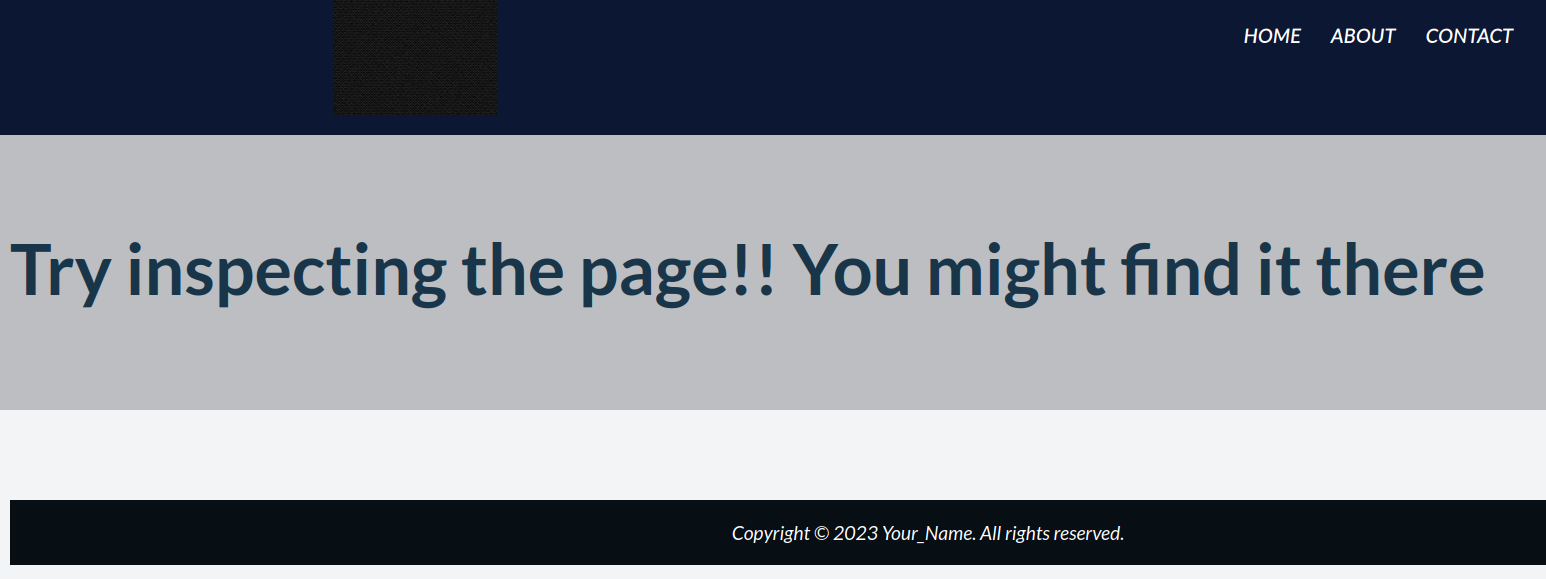 HOME ABOUT CONTACT
Try inspecting the page!! You might find it there
Copyright © 2023 Your_Name. All rights reserved.